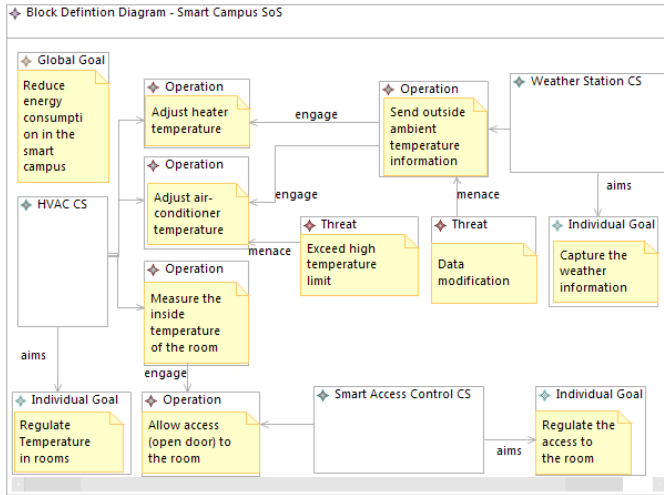 Block Defintion Diagram - Smart Campus SoS
Global Goal
Reduce
energy
consumpti
on in the
smart
campus
Operation
Adjust heater
temperature
engage
Operation
Send outside
ambient
temperature
information
Weather Station CS
Operation
Adjust air-
conditioner
temperature
engage
menace
aims
HVAC CS
menace
Threat
Exceed high
temperature
limit
Threat
Data
modification
Individual Goal
Capture the
weather
information
Operation
Measure the
inside
temperature
of the room
aims
engage
Individual Goal
Regulate
Temperature
in rooms
Operation
Allow access
(open door) to
the room
Smart Access Control CS
aims
Individual Goal
Regulate the
access to
the room